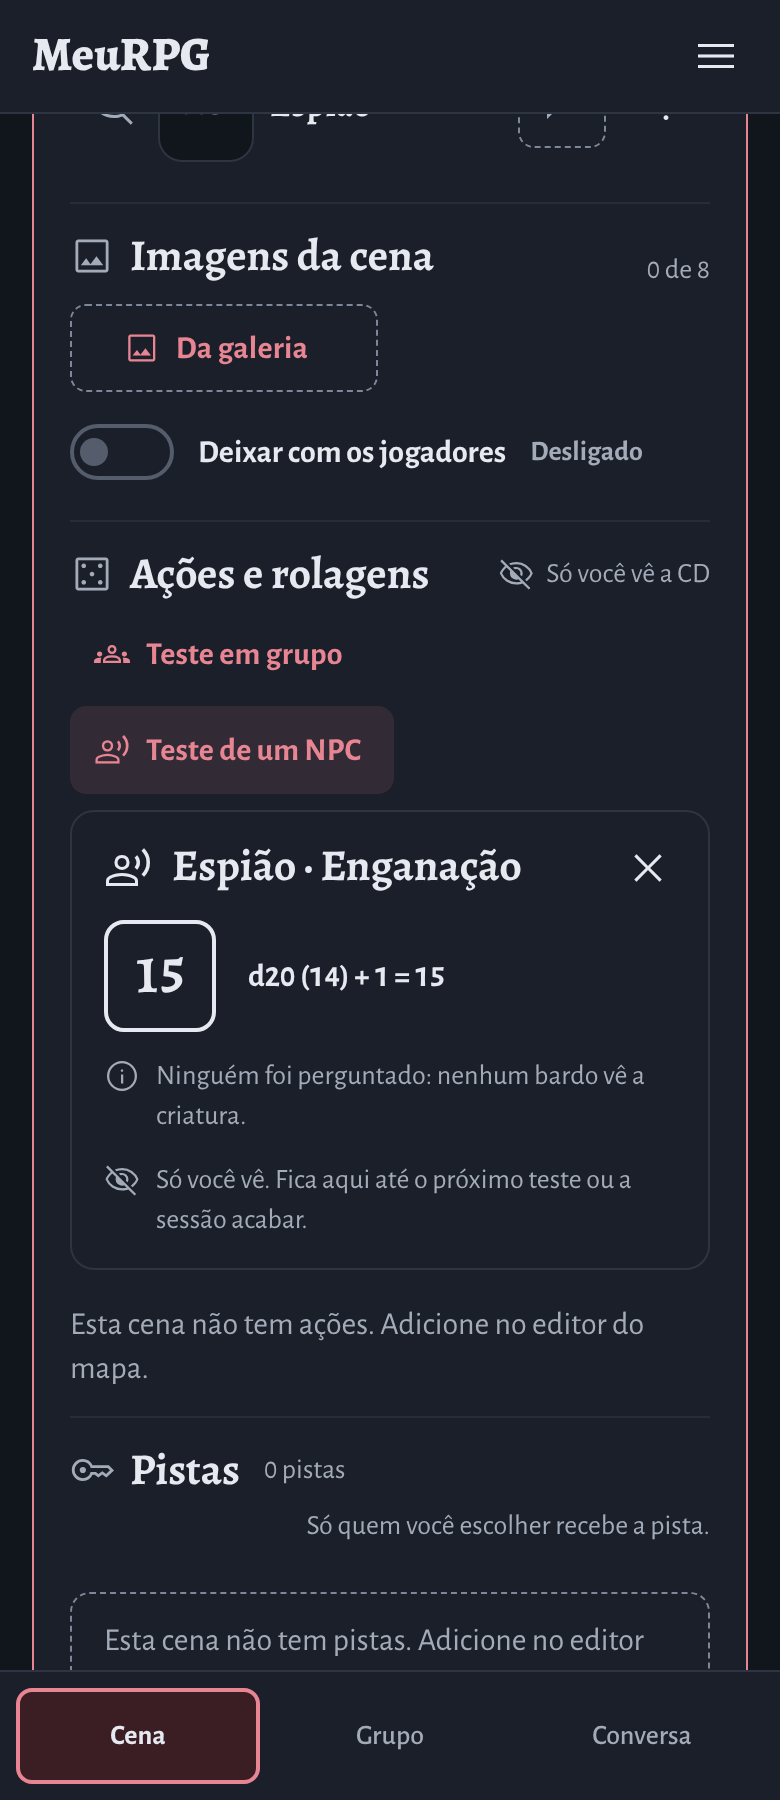 MeuRPG
Espião
Imagens da cena
0 de 8
Da galeria
Deixar com os jogadores Desligado
Ações e rolagens
Só você vê a CD
Teste em grupo
Teste de um NPC
Espião · Enganação
15
d20 (14) + 1 = 15
Ninguém foi perguntado: nenhum bardo vê a
criatura.
Só você vê. Fica aqui até o próximo teste ou a
sessão acabar.
Esta cena não tem ações. Adicione no editor do
mapa.
Pistas 0 pistas
Só quem você escolher recebe a pista.
Esta cena não tem pistas. Adicione no editor
Cena
Grupo
Conversa